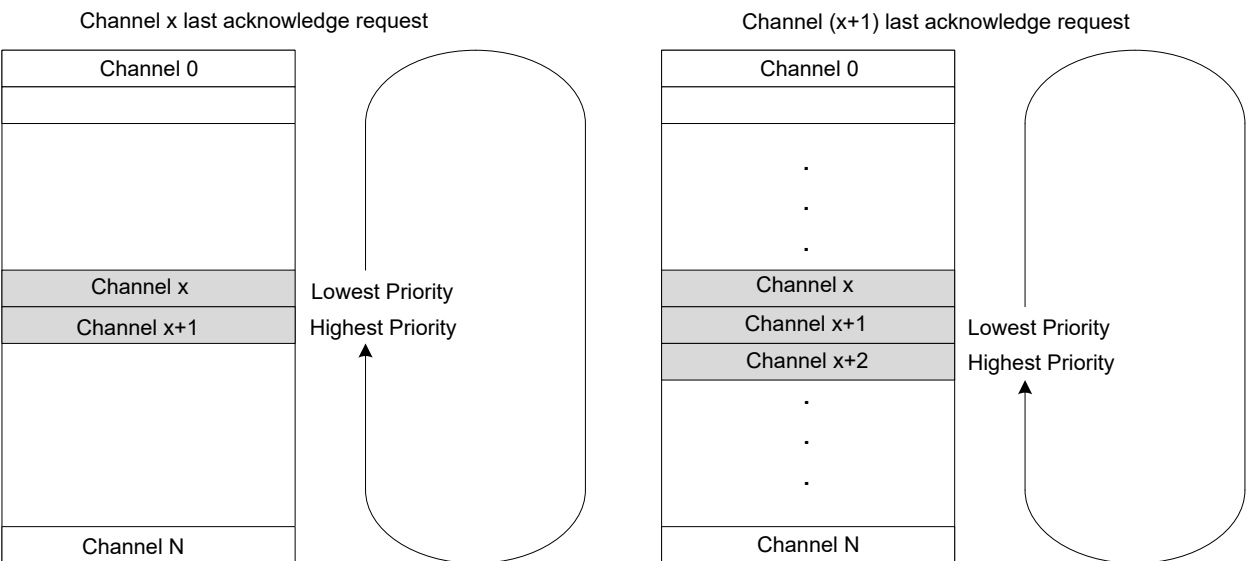 Channel x last acknowledge request
Channel 0
Channel x
Lowest Priority
Channel x+1
Highest Priority
Channel N
Channel (x+1) last acknowledge request
Channel 0
.
.
.
Channel x
Channel x+1
Lowest Priority
Channel x+2
Highest Priority
.
.
.
Channel N